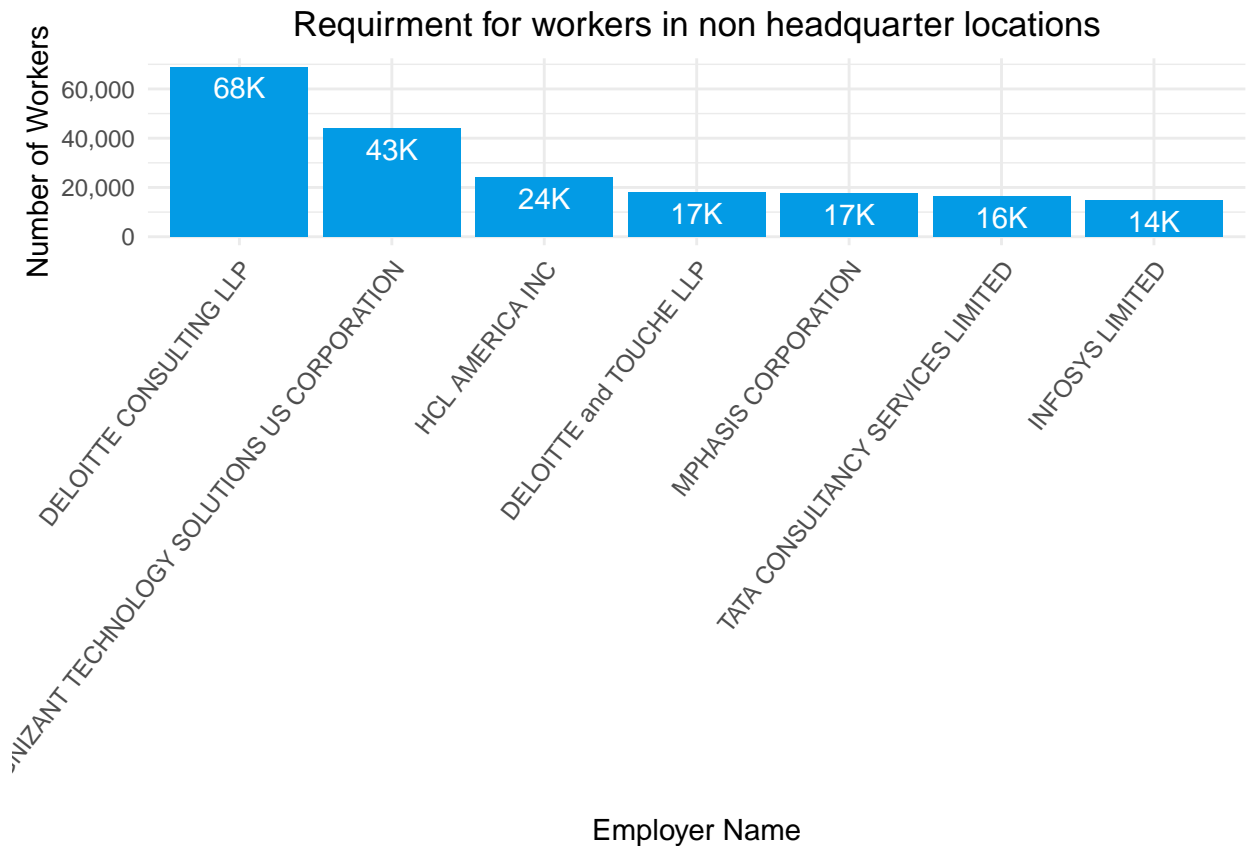 Requirment for workers in non headquarter locations
Number of Workers
60,000
40,000
20,000
0
68K
43K
24K
17K
17K
16K
14K
DELOITTE CONSULTING LLP
TECHNOLOGY SOLUTIONS US CORPORATION
HCL AMERICA INC
DELOITTE and TOUCHE LLP
MPHASIS CORPORATION
TATA CONSULTANCY SERVICES LIMITED
INFOSYS LIMITED
Employer Name